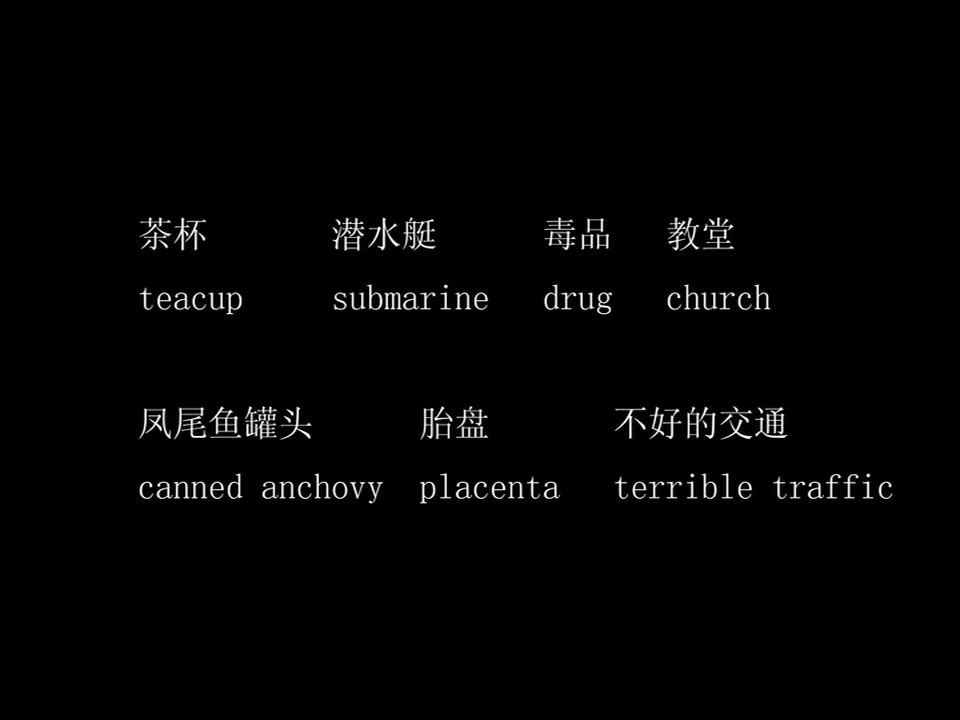 茶杯 潜水艇 毒品 教堂
teacup submarine drug church
凤尾鱼罐头 胎盘 不好的交通
canned anchovy placenta terrible traffic